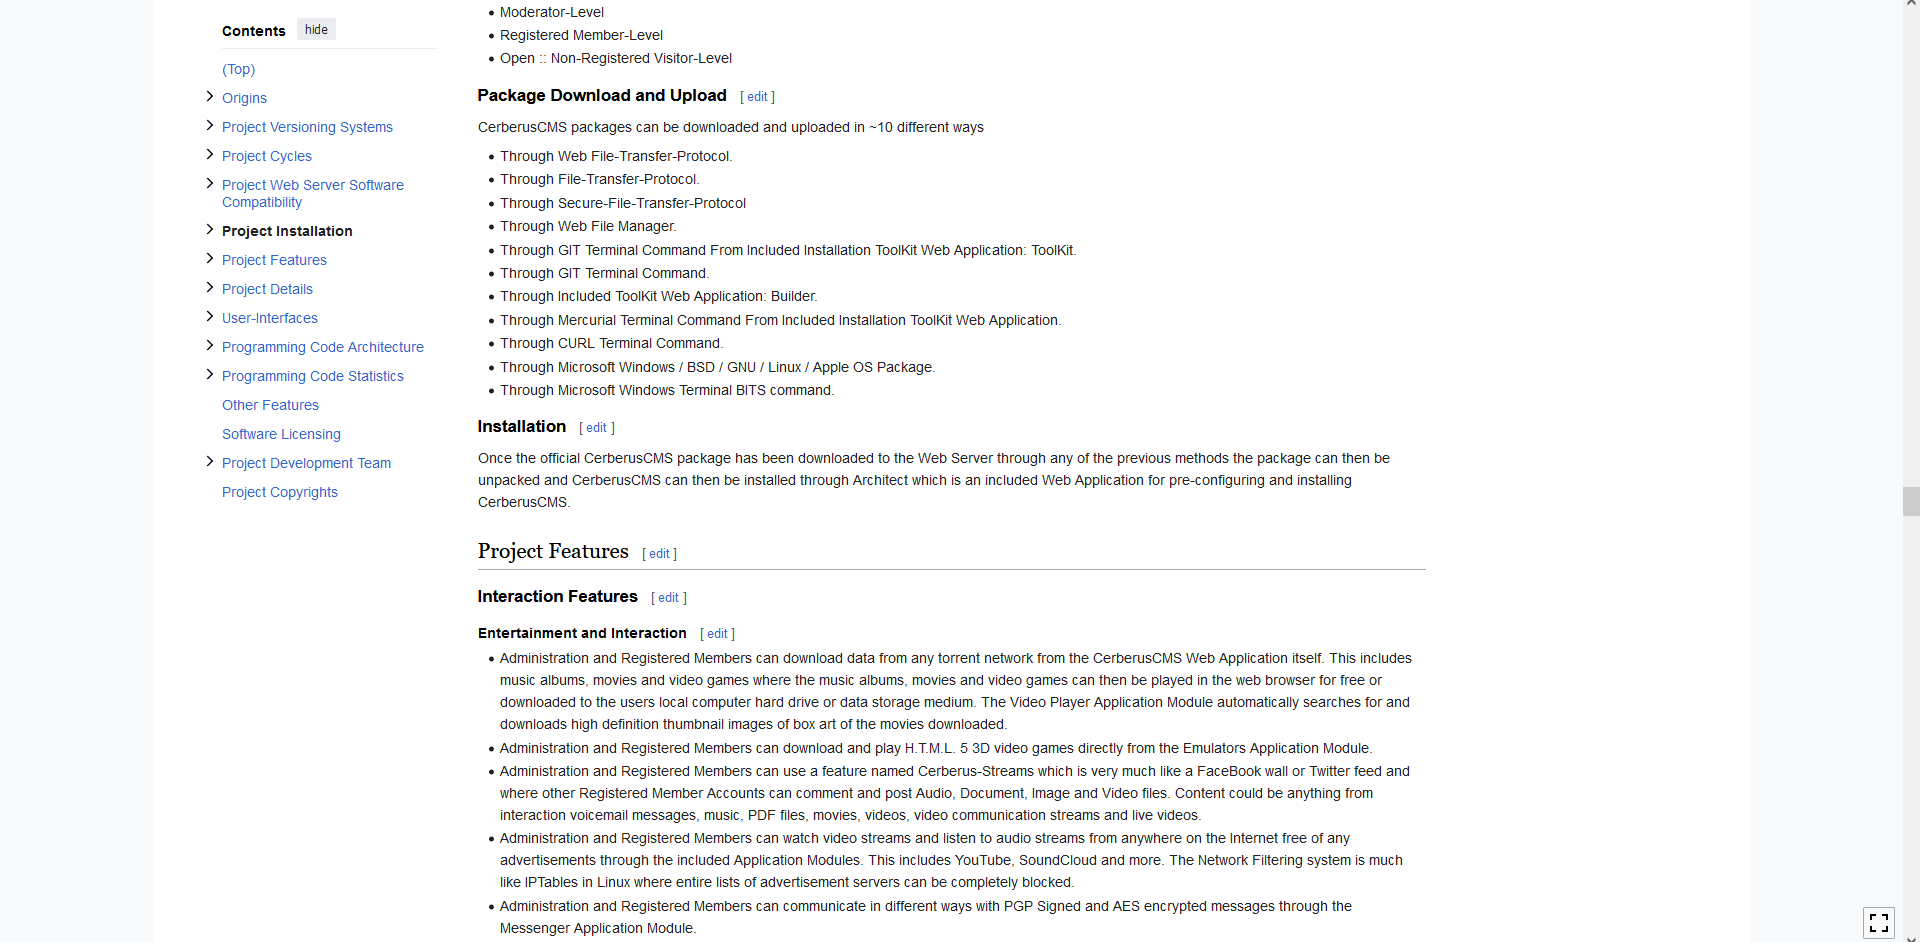 Contents hide
(Top)
Origins
Project Versioning Systems
Project Cycles
Project Web Server Software
Compatibility
Project Installation
Project Features
Project Details
User-Interfaces
Programming Code Architecture
Programming Code Statistics
Other Features
Software Licensing
Project Development Team
Project Copyrights
• Moderator-Level
• Registered Member-Level
• Open :: Non-Registered Visitor-Level
Package Download and Upload [ edit ]
CerberusCMS packages can be downloaded and uploaded in ~10 different ways
• Through Web File-Transfer-Protocol.
• Through File-Transfer-Protocol.
• Through Secure-File-Transfer-Protocol
• Through Web File Manager.
• Through GIT Terminal Command From Included Installation ToolKit Web Application: ToolKit.
• Through GIT Terminal Command.
• Through Included ToolKit Web Application: Builder.
• Through Mercurial Terminal Command From Included Installation ToolKit Web Application.
• Through CURL Terminal Command.
• Through Microsoft Windows / BSD / GNU / Linux / Apple OS Package.
• Through Microsoft Windows Terminal BITS command.
Installation [ edit ]
Once the official CerberusCMS package has been downloaded to the Web Server through any of the previous methods the package can then be
unpacked and CerberusCMS can then be installed through Architect which is an included Web Application for pre-configuring and installing
CerberusCMS.
Project Features [ edit ]
Interaction Features [ edit ]
Entertainment and Interaction [ edit ]
• Administration and Registered Members can download data from any torrent network from the CerberusCMS Web Application itself. This includes
music albums, movies and video games where the music albums, movies and video games can then be played in the web browser for free or
downloaded to the users local computer hard drive or data storage medium. The Video Player Application Module automatically searches for and
downloads high definition thumbnail images of box art of the movies downloaded.
• Administration and Registered Members can download and play H.T.M.L. 5 3D video games directly from the Emulators Application Module.
• Administration and Registered Members can use a feature named Cerberus-Streams which is very much like a FaceBook wall or Twitter feed and
where other Registered Member Accounts can comment and post Audio, Document, Image and Video files. Content could be anything from
interaction voicemail messages, music, PDF files, movies, videos, video communication streams and live videos.
• Administration and Registered Members can watch video streams and listen to audio streams from anywhere on the Internet free of any
advertisements through the included Application Modules. This includes YouTube, SoundCloud and more. The Network Filtering system is much
like IPTables in Linux where entire lists of advertisement servers can be completely blocked.
• Administration and Registered Members can communicate in different ways with PGP Signed and AES encrypted messages through the
Messenger Application Module.